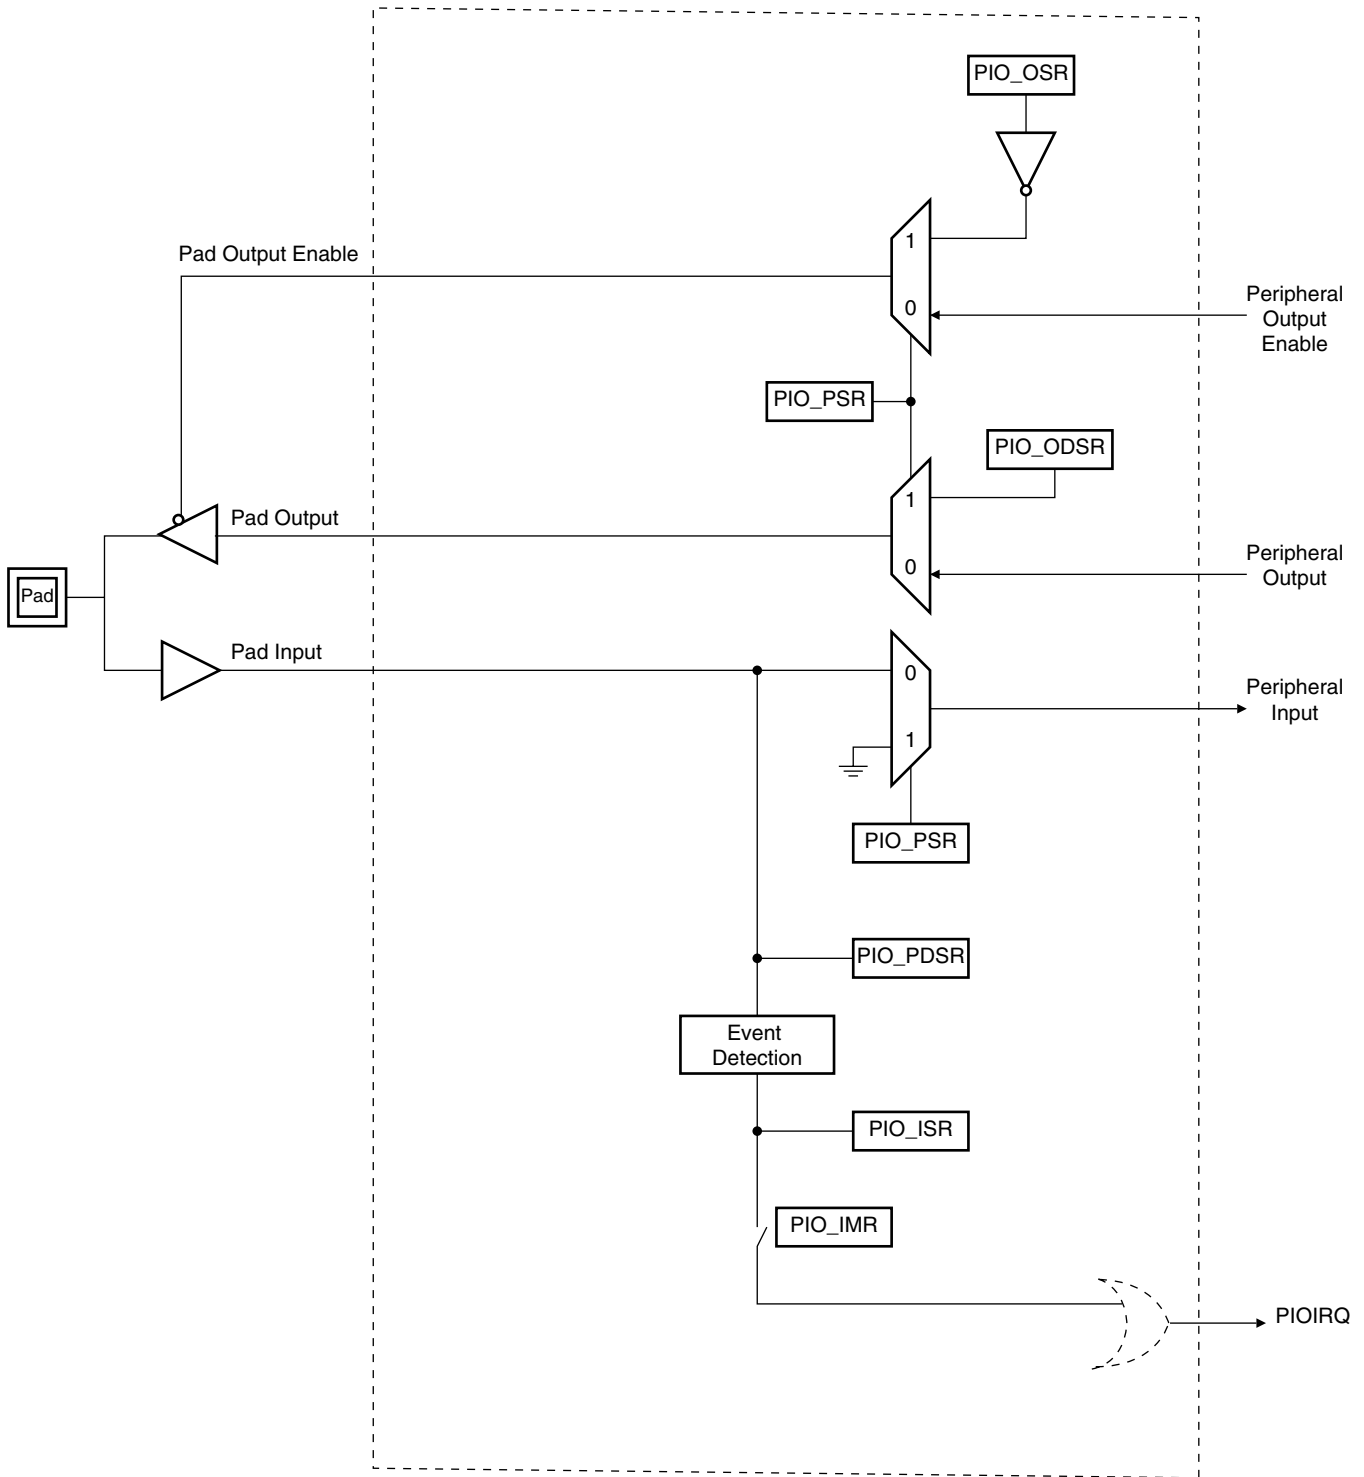 PIO_OSR
1
Pad Output Enable
0
Peripheral
Output
Enable
PIO_PSR
PIO_ODSR
1
Pad Output
0
Peripheral
Output
Pad
Pad Input
0
Peripheral
Input
1
PIO_PSR
PIO_PDSR
Event
Detection
PIO_ISR
PIO_IMR
PIOIRQ